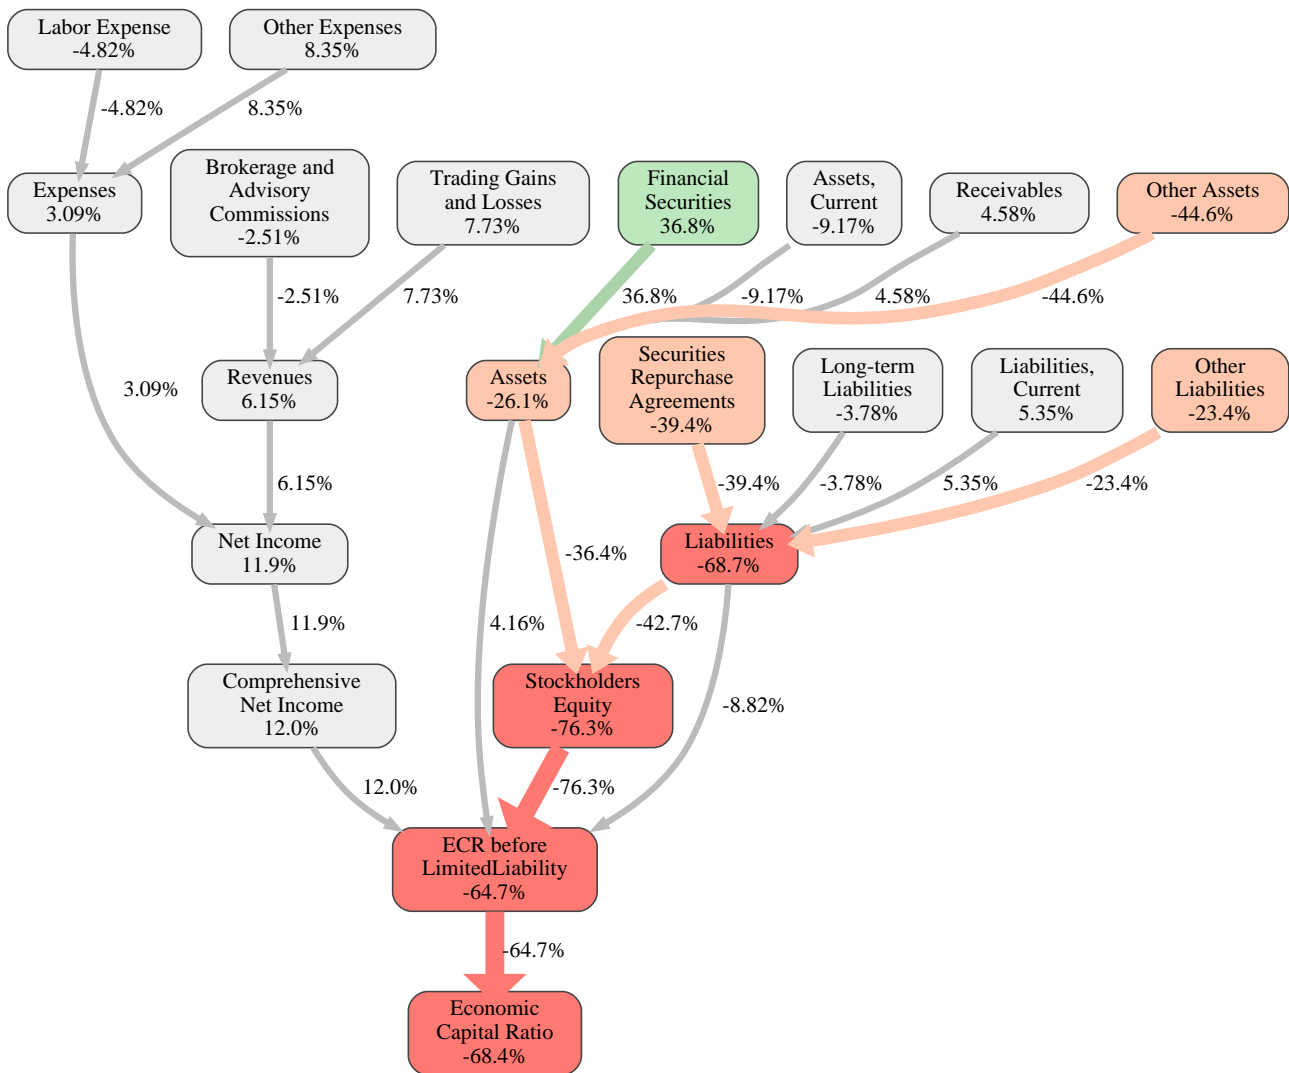 Labor Expense
-4.82%
Other Expenses
8.35%
-4.82%
8.35%
Expenses
3.09%
Brokerage and
Advisory
Commissions
-2.51%
Trading Gains
and Losses
7.73%
Financial
Securities
36.8%
Assets,
Current
-9.17%
Receivables
4.58%
Other Assets
-44.6%
-2.51%
7.73%
36.8%
-9.17%
4.58%
-44.6%
3.09%
Revenues
6.15%
Assets
-26.1%
Securities
Repurchase
Agreements
-39.4%
Long-term
Liabilities
-3.78%
Liabilities,
Current
5.35%
Other
Liabilities
-23.4%
6.15%
-39.4%
-3.78%
5.35%
-23.4%
Net Income
11.9%
-36.4%
Liabilities
-68.7%
11.9%
4.16%
-42.7%
Comprehensive
Net Income
12.0%
Stockholders
Equity
-76.3%
-8.82%
12.0%
-76.3%
ECR before
LimitedLiability
-64.7%
-64.7%
Economic
Capital Ratio
-68.4%